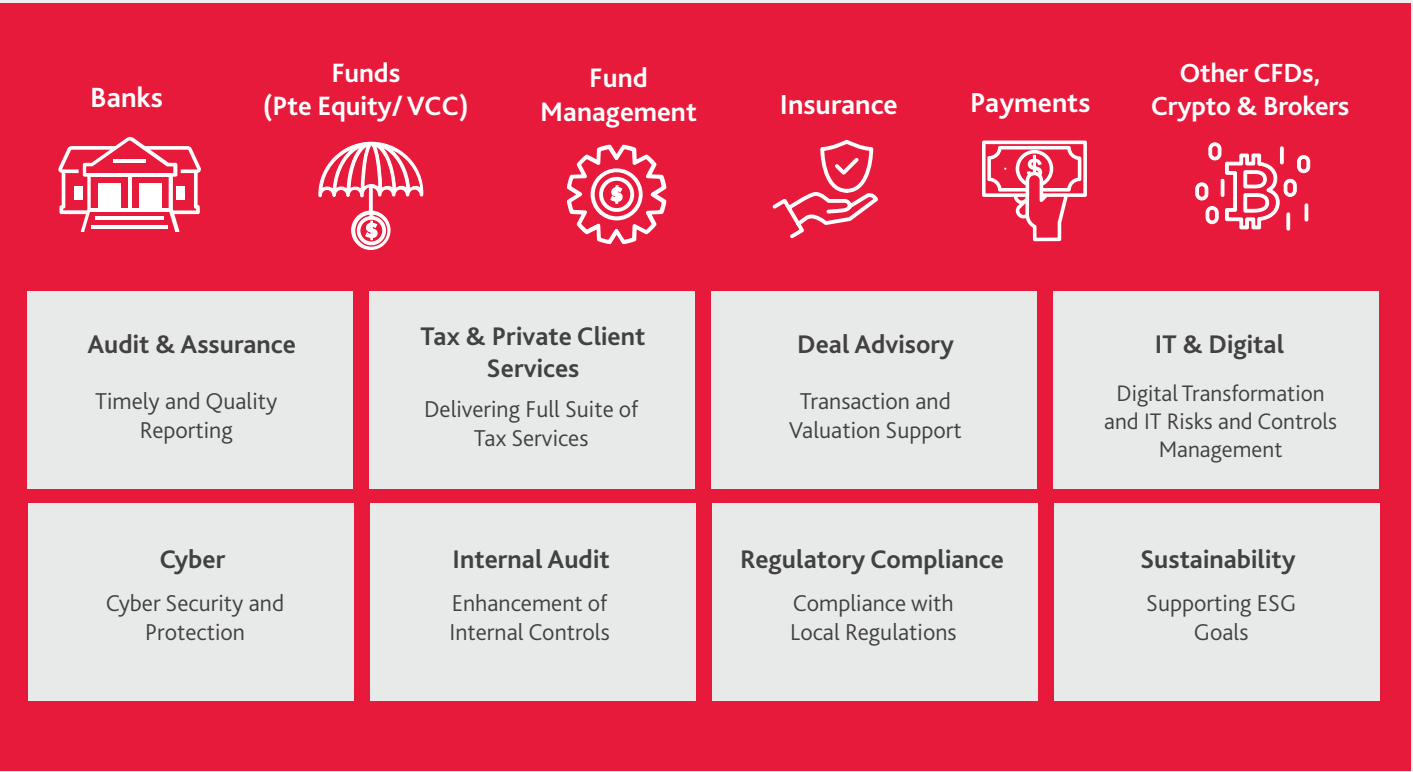 Banks
Funds
(Pte Equity/ VCC)
Fund
Management
Insurance
Payments
Other CFDs,
Crypto & Brokers
Audit & Assurance
Timely and Quality
Reporting
Tax & Private Client
Services
Delivering Full Suite of
Tax Services
Deal Advisory
Transaction and
Valuation Support
IT & Digital
Digital Transformation
and IT Risks and Controls
Management
Cyber
Cyber Security and
Protection
Internal Audit
Enhancement of
Internal Controls
Regulatory Compliance
Compliance with
Local Regulations
Sustainability
Supporting ESG
Goals